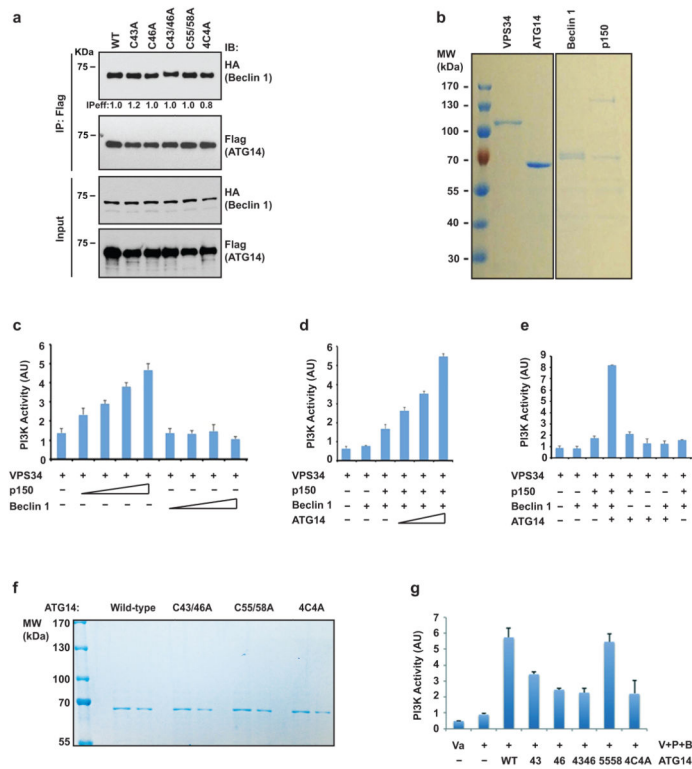 a
WT C43A C46A C43/46A C55/58A 4C4A
KDa
IB:
IP: Flag
75
HA
(Beclin 1)
IPeff:1.0 1.2 1.0 1.0 1.0 0.8
75
Flag
(ATG14)
Input
75
HA
(Beclin 1)
75
Flag
(ATG14)
b
VPS34 ATG14 Beclin 1 p150
MW
(kDa)
170
130
100
70
55
40
30
c
PI3K Activity (AU)
6
5
4
3
2
1
0
VPS34 + + + + + + + + +
p150 – – – – –
Beclin 1 – – – – –
d
PI3K Activity (AU)
6
5
4
3
2
1
0
VPS34 + + + + + +
p150 – – + + + +
Beclin 1 – + + + + +
ATG14 – – –
e
PI3K Activity (AU)
9
8
7
6
5
4
3
2
1
0
VPS34 + + + + + + + +
p150 – – + + + – – +
Beclin 1 – + + + – – + +
ATG14 – – – + + + + –
f
ATG14: Wild-type C43/46A C55/58A 4C4A
MW
(kDa)
170
130
100
70
55
g
PI3K Activity (AU)
7
6
5
4
3
2
1
0
Va + + + + + + + V+P+B
WT 43 46 4346 5558 4C4A ATG14